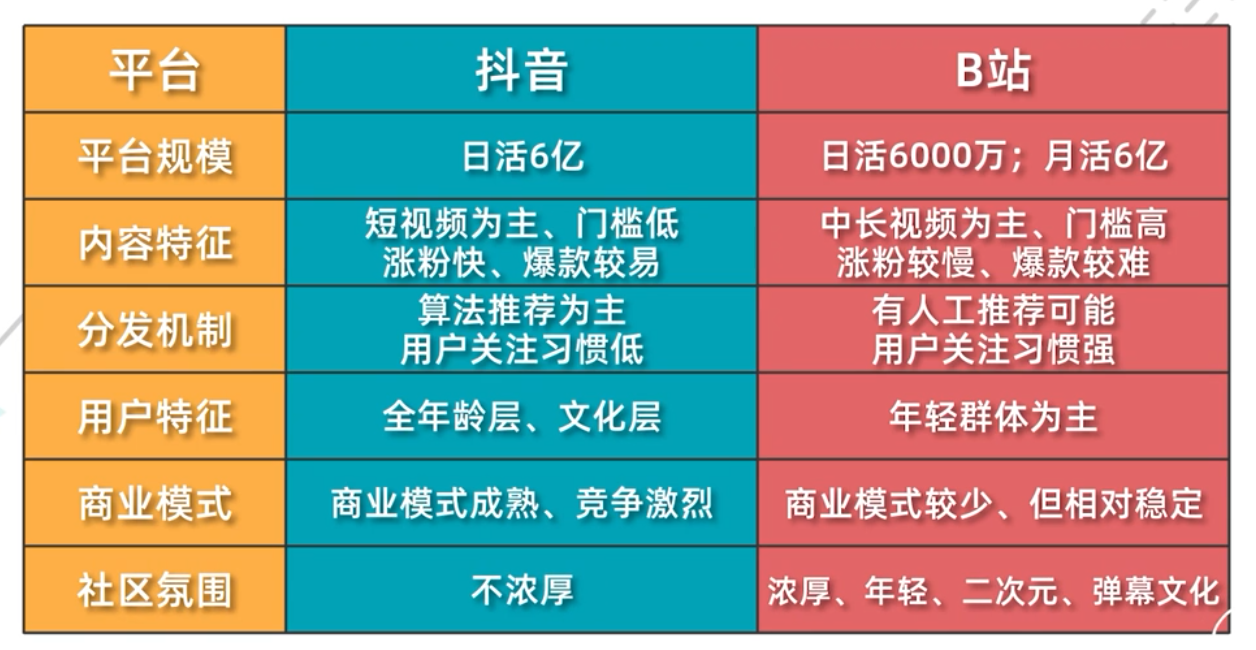 平台
抖音
B站
平台规模
日活6亿
日活6000万；月活6亿
内容特征
短视频为主、门槛低
涨粉快、爆款较易
中长视频为主、门槛高
涨粉较慢、爆款较难
分发机制
算法推荐为主
用户关注习惯低
有人工推荐可能
用户关注习惯强
用户特征
全年龄层、文化层
年轻群体为主
商业模式
商业模式成熟、竞争激烈
商业模式较少、但相对稳定
社区氛围
不浓厚
浓厚、年轻、二次元、弹幕文化